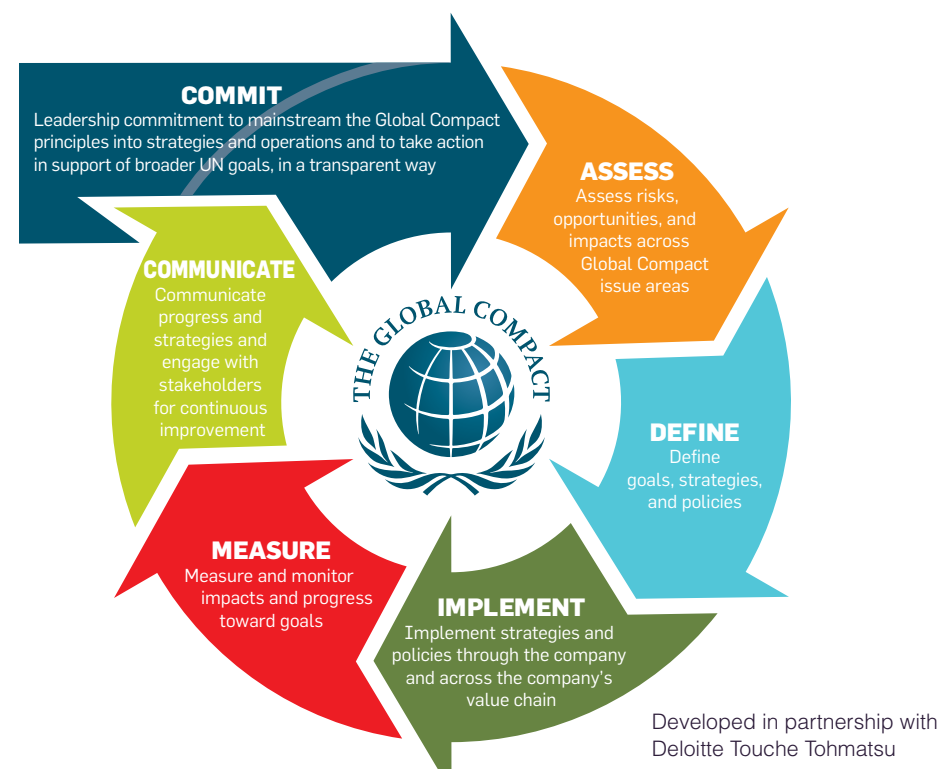 COMMIT
Leadership commitment to mainstream the Global Compact
principles into strategies and operations and to take action
in support of broader UN goals, in a transparent way
ASSESS
Assess risks,
opportunities, and
impacts across
Global Compact
issue areas
DEFINE
Define
goals, strategies,
and policies
IMPLEMENT
Implement strategies and
policies through the company
and across the company's
value chain
MEASURE
Measure and monitor
impacts and progress
toward goals
COMMUNICATE
Communicate
progress and
strategies and
engage with
stakeholders
for continuous
improvement
THE GLOBAL COMPACT
Developed in partnership with
Deloitte Touche Tohmatsu